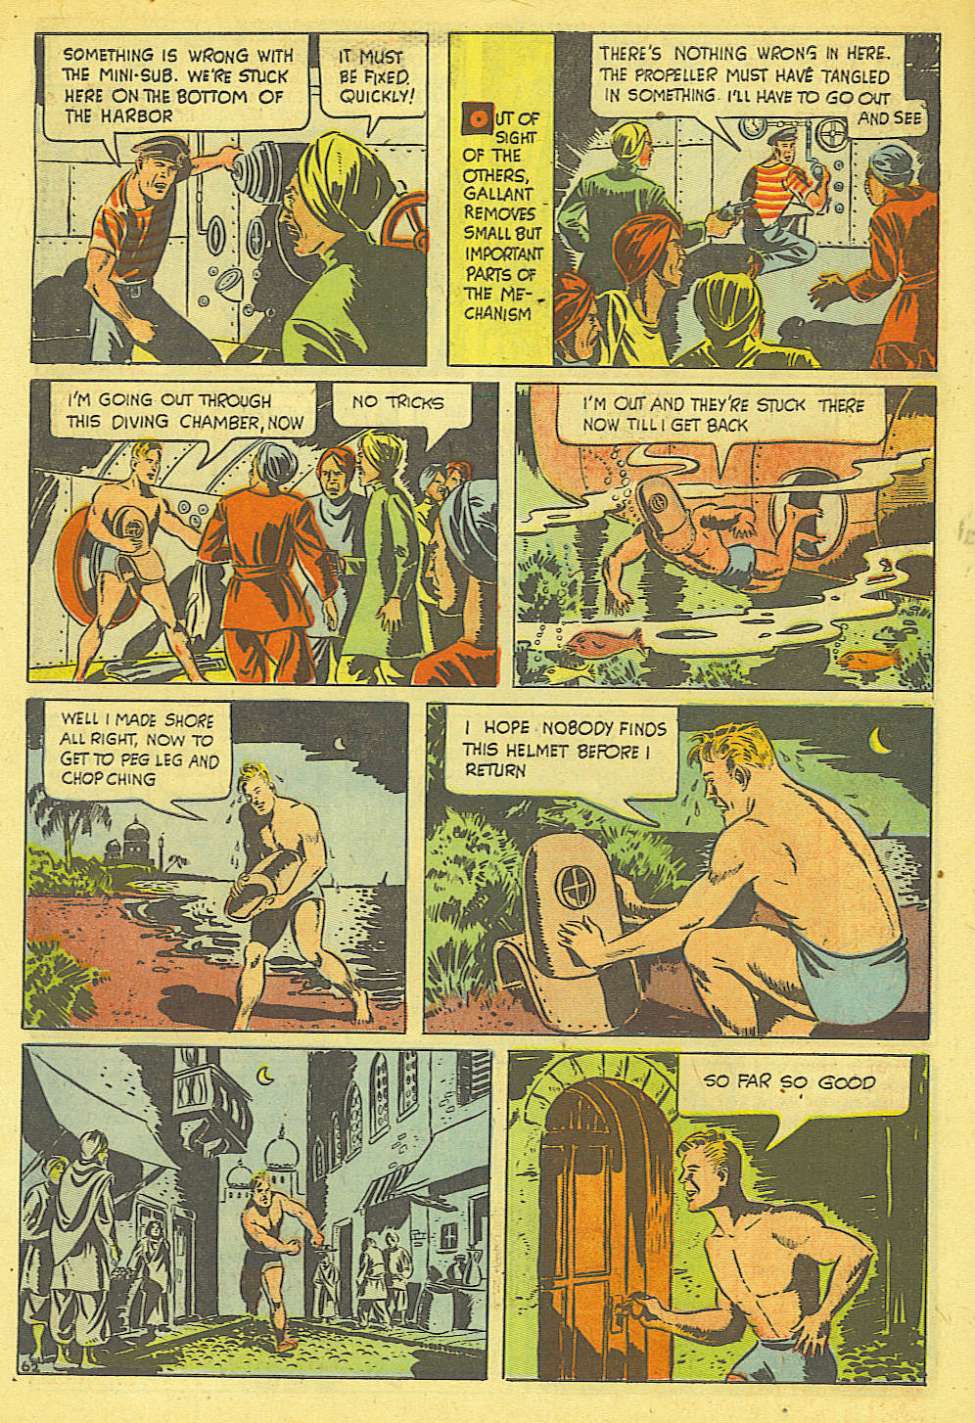 SOMETHING IS WRONG WITH
THE MINI-SUB. WE'RE STUCK
HERE ON THE BOTTOM OF
THE HARBOR
IT MUST
BE FIXED,
QUICKLY!
OUT OF
SIGHT
OF THE
OTHERS,
GALLANT
REMOVES
SMALL BUT
IMPORTANT
PARTS OF
THE ME-
CHANISM
THERE'S NOTHING WRONG IN HERE.
THE PROPELLER MUST HAVE TANGLED
IN SOMETHING. I'LL HAVE TO GO OUT
AND SEE
I'M GOING OUT THROUGH
THIS DIVING CHAMBER, NOW
NO TRICKS
I'M OUT AND THEY'RE STUCK THERE
NOW TILL I GET BACK
WELL I MADE SHORE
ALL RIGHT, NOW TO
GET TO PEG LEG AND
CHOP CHING
I HOPE NOBODY FINDS
THIS HELMET BEFORE I
RETURN
SO FAR SO GOOD